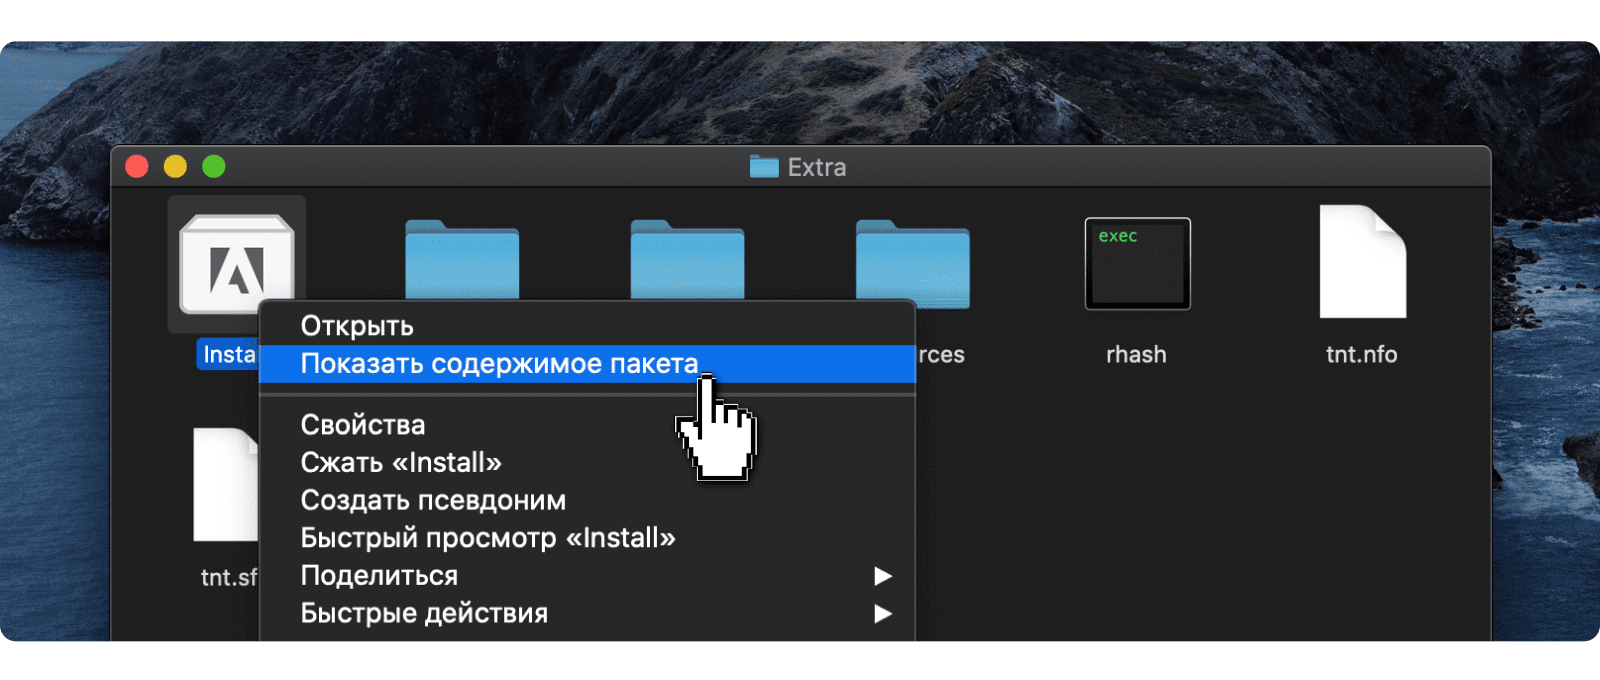 Extra
exec
Insta
rces
rhash
tnt.nfo
tnt.sf
Открыть
Показать содержимое пакета
Свойства
Сжать «Install»
Создать псевдоним
Быстрый просмотр «Install»
Поделиться
Быстрые действия